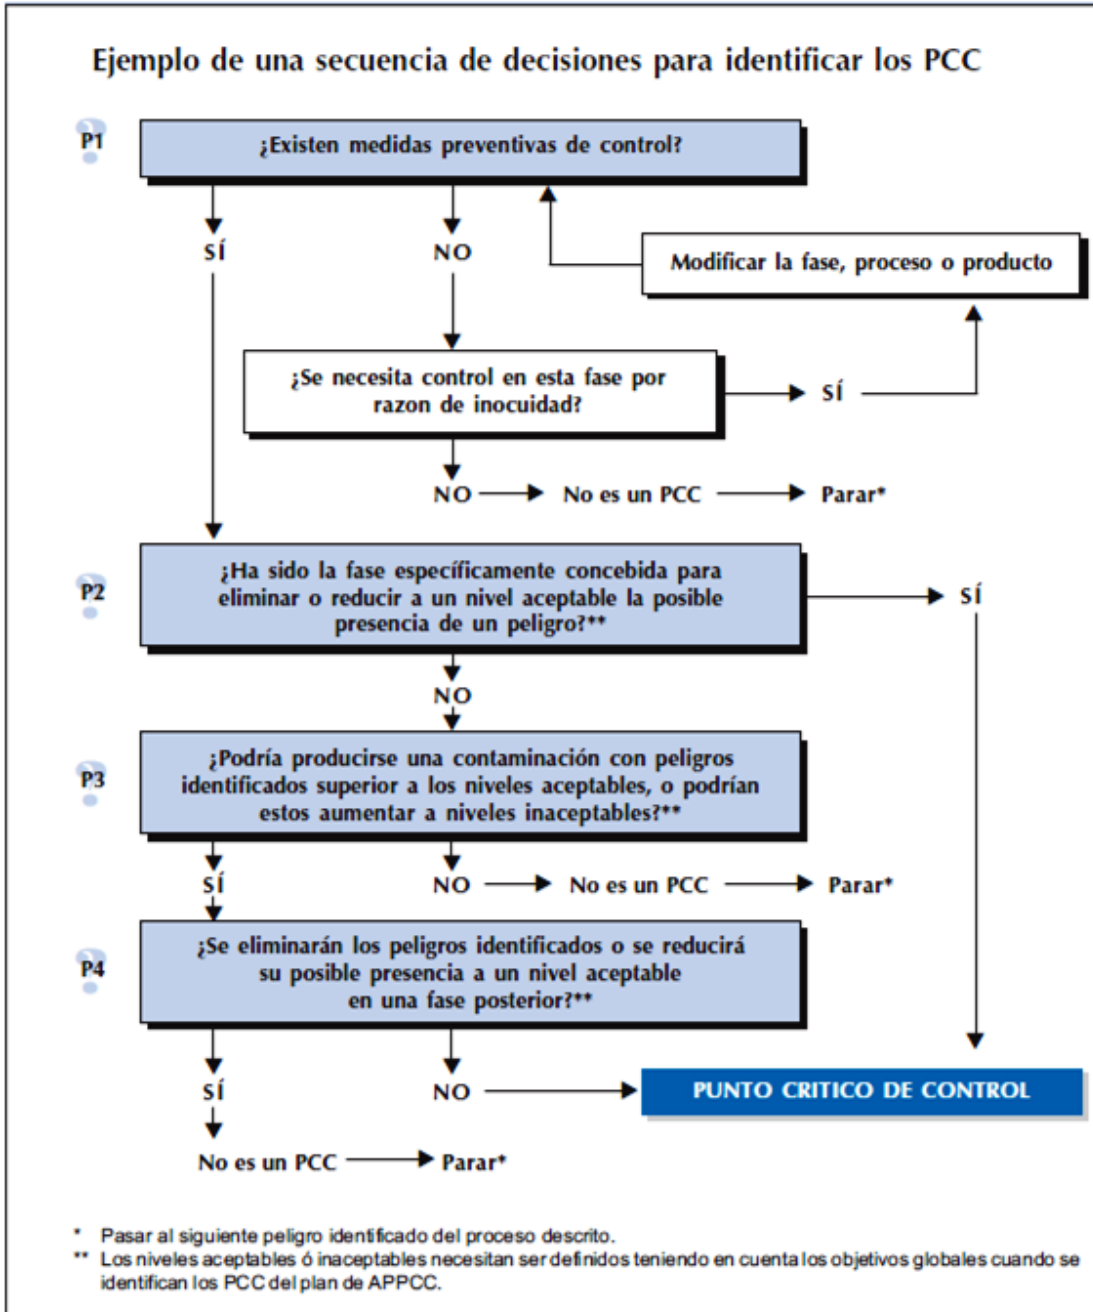 Ejemplo de una secuencia de decisiones para identificar los PCC
P1
¿Existen medidas preventivas de control?
SÍ
NO
Modificar la fase, proceso o producto
¿Se necesita control en esta fase por
razon de inocuidad?
SÍ
NO
No es un PCC
Parar*
P2
¿Ha sido la fase específicamente concebida para
eliminar o reducir a un nivel aceptable la posible
presencia de un peligro?**
SÍ
NO
P3
¿Podría producirse una contaminación con peligros
identificados superior a los niveles aceptables, o podrían
estos aumentar a niveles inaceptables?**
SÍ
NO
No es un PCC
Parar*
P4
¿Se eliminarán los peligros identificados o se reducirá
su posible presencia a un nivel aceptable
en una fase posterior?**
SÍ
NO
PUNTO CRITICO DE CONTROL
No es un PCC
Parar*
* Pasar al siguiente peligro identificado del proceso descrito.
** Los niveles aceptables ó inaceptables necesitan ser definidos teniendo en cuenta los objetivos globales cuando se
identifican los PCC del plan de APPCC.